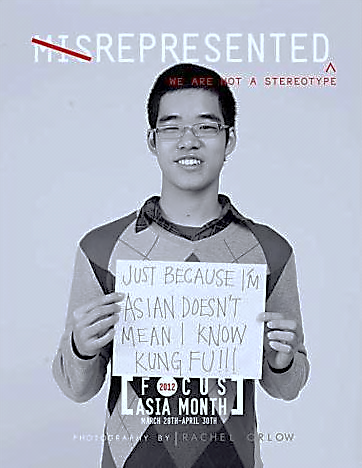 MISREPRESENTED
^
WE ARE NOT A STEREOTYPE
JUST BECAUSE I'M
ASIAN DOESN'T
MEAN I KNOW
KUNG FU!!!
[FOCUS]
2012
ASIA MONTH
MARCH 28TH-APRIL 30TH
PHOTOGRAPHY BY | RACHEL ORLOW